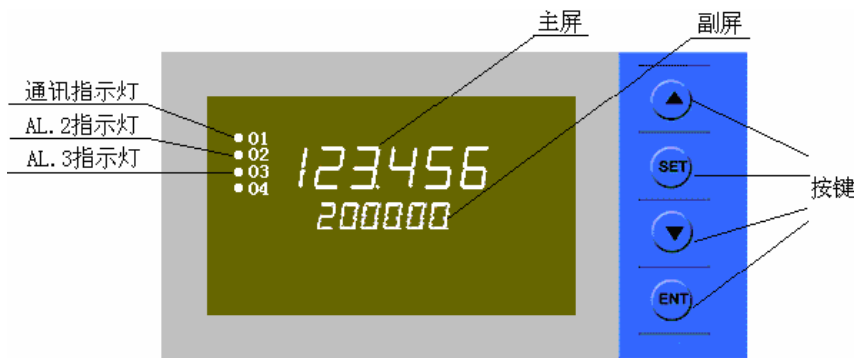 主屏
副屏
通讯指示灯
AL.2指示灯
AL.3指示灯
01
02
03
04
123.456
200000.
SET
ENT
按键